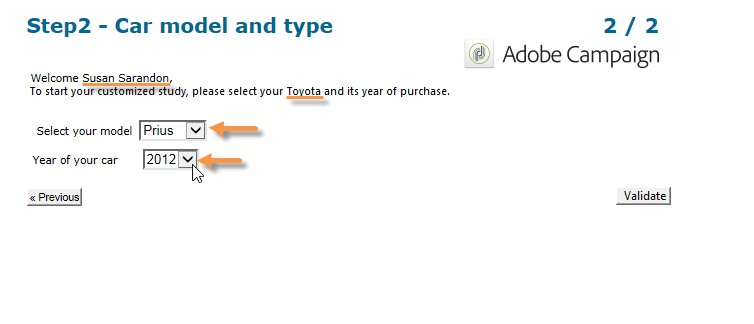 Step2 - Car model and type 2 / 2
Adobe Campaign
Welcome Susan Sarandon,
To start your customized study, please select your Toyota and its year of purchase.
Select your model Prius
Year of your car 2012
« Previous Validate